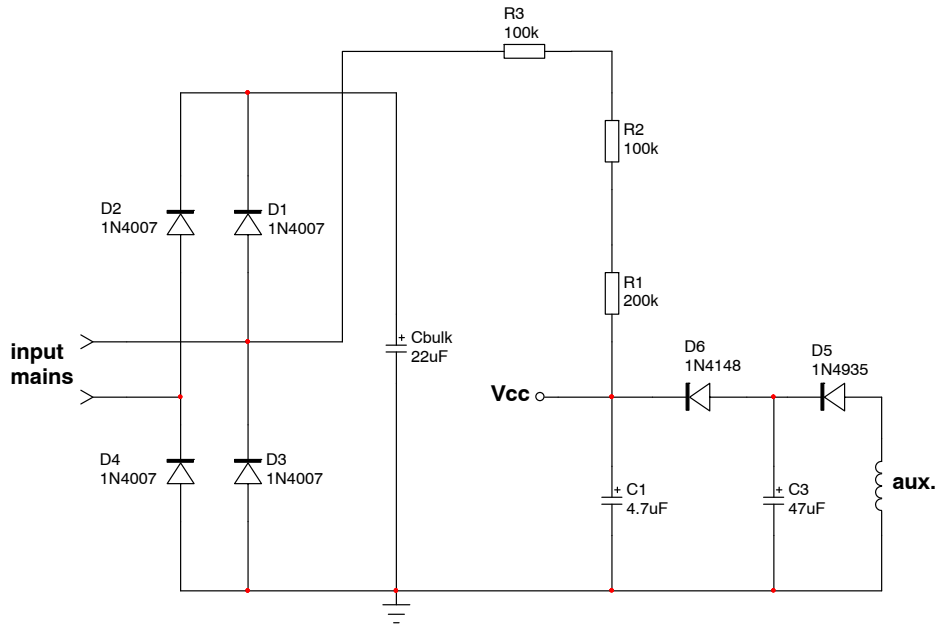 R3
100k
R2
100k
D2
1N4007
D1
1N4007
R1
200k
input
mains
+ Cbulk
22uF
D6
1N4148
D5
1N4935
Vcc
D4
1N4007
D3
1N4007
+ C1
4.7uF
+ C3
47uF
aux.